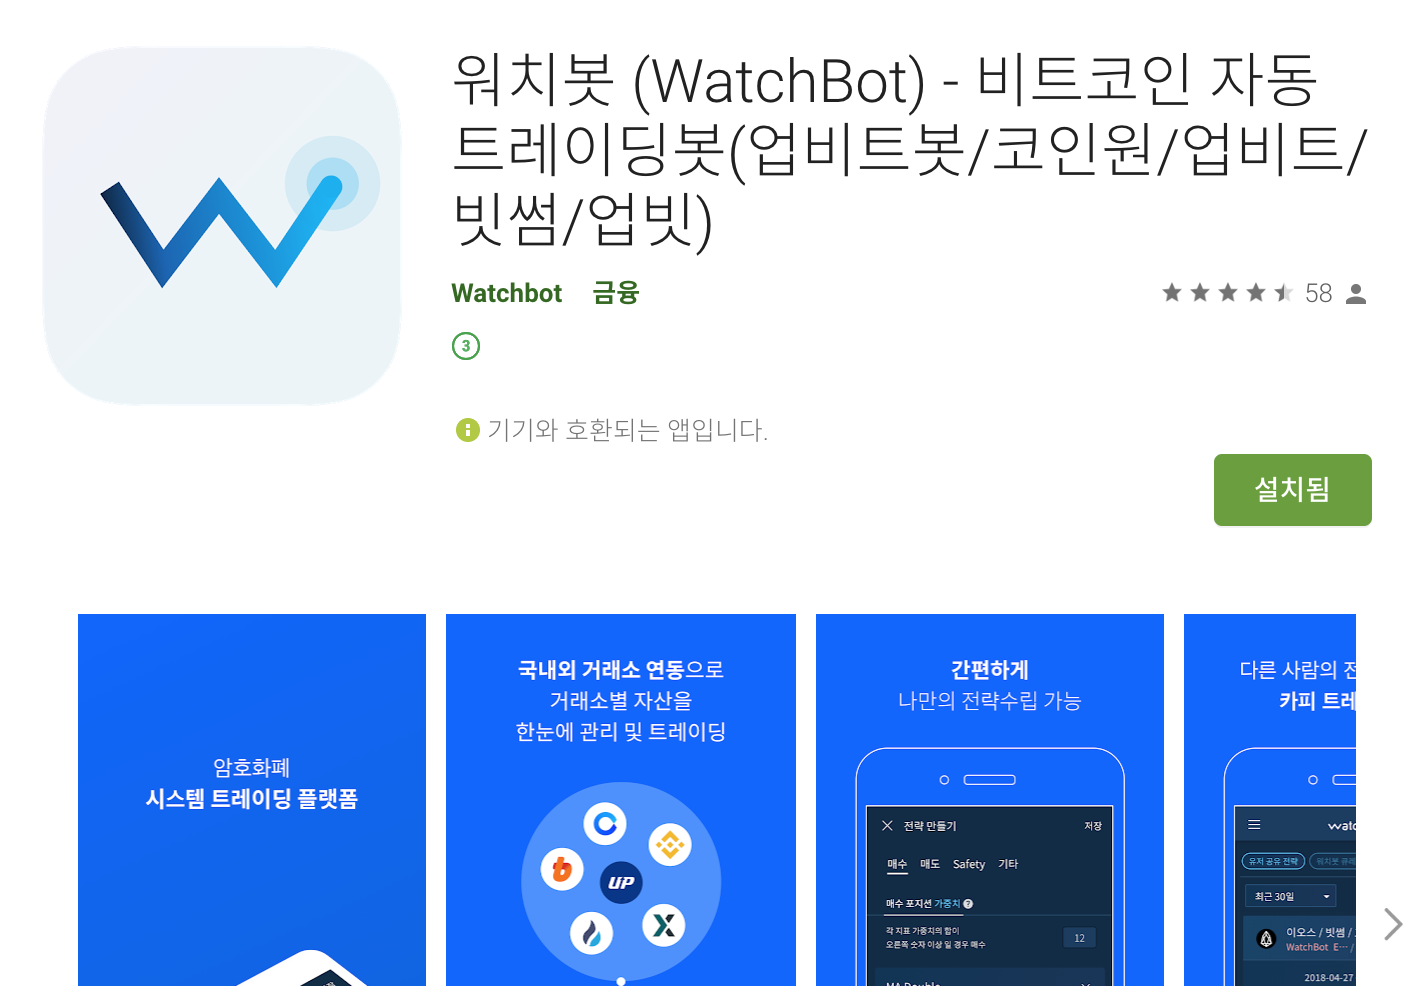 워치봇 (WatchBot) - 비트코인 자동
트레이딩봇(업비트봇/코인원/업비트/
빗썸/업빗)
Watchbot 금융
58
3
기기와 호환되는 앱입니다.
설치됨
암호화폐
시스템 트레이딩 플랫폼
국내외 거래소 연동으로
거래소별 자산을
한눈에 관리 및 트레이딩
UP
간편하게
나만의 전략수립 가능
전략 만들기 저장
매수 매도 Safety 기타
매수 포지션 가중치 ?
각 지표 가중치의 합이
오른쪽 숫자 이상 일 경우 매수
12
MA Double
다른 사람의 전
카피 트레
watc
유저 공유 전략 워치봇 큐레
최근 30일
이오스 / 빗썸 /
WatchBot E… /
2018-04-27